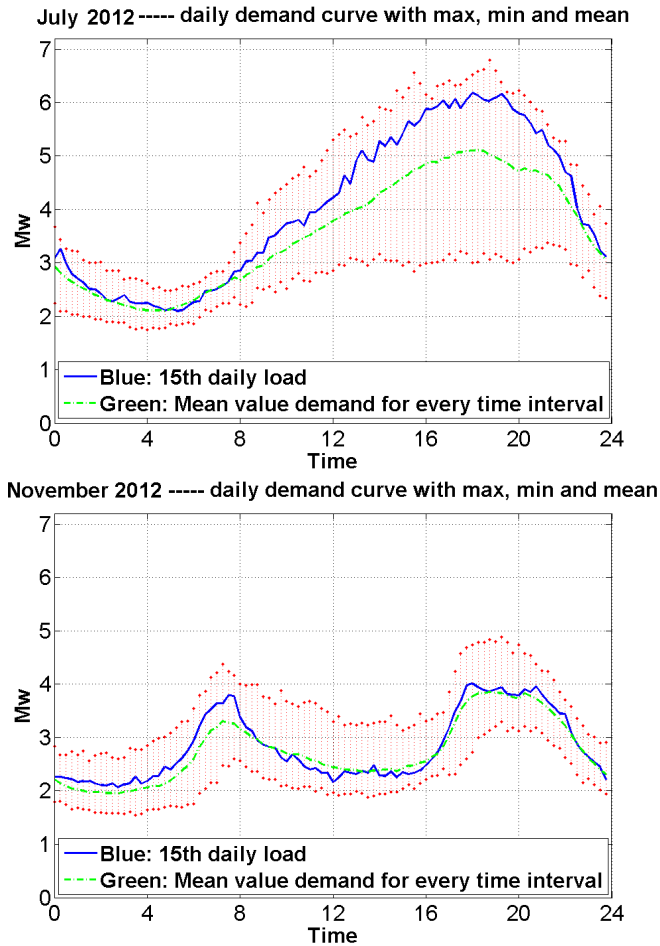 July 2012 ----- daily demand curve with max, min and mean
7
6
5
4
3
2
1
0
Mw
Blue: 15th daily load
Green: Mean value demand for every time interval
0 4 8 12 16 20 24
Time
November 2012 ----- daily demand curve with max, min and mean
7
6
5
4
3
2
1
0
Mw
Blue: 15th daily load
Green: Mean value demand for every time interval
0 4 8 12 16 20 24
Time